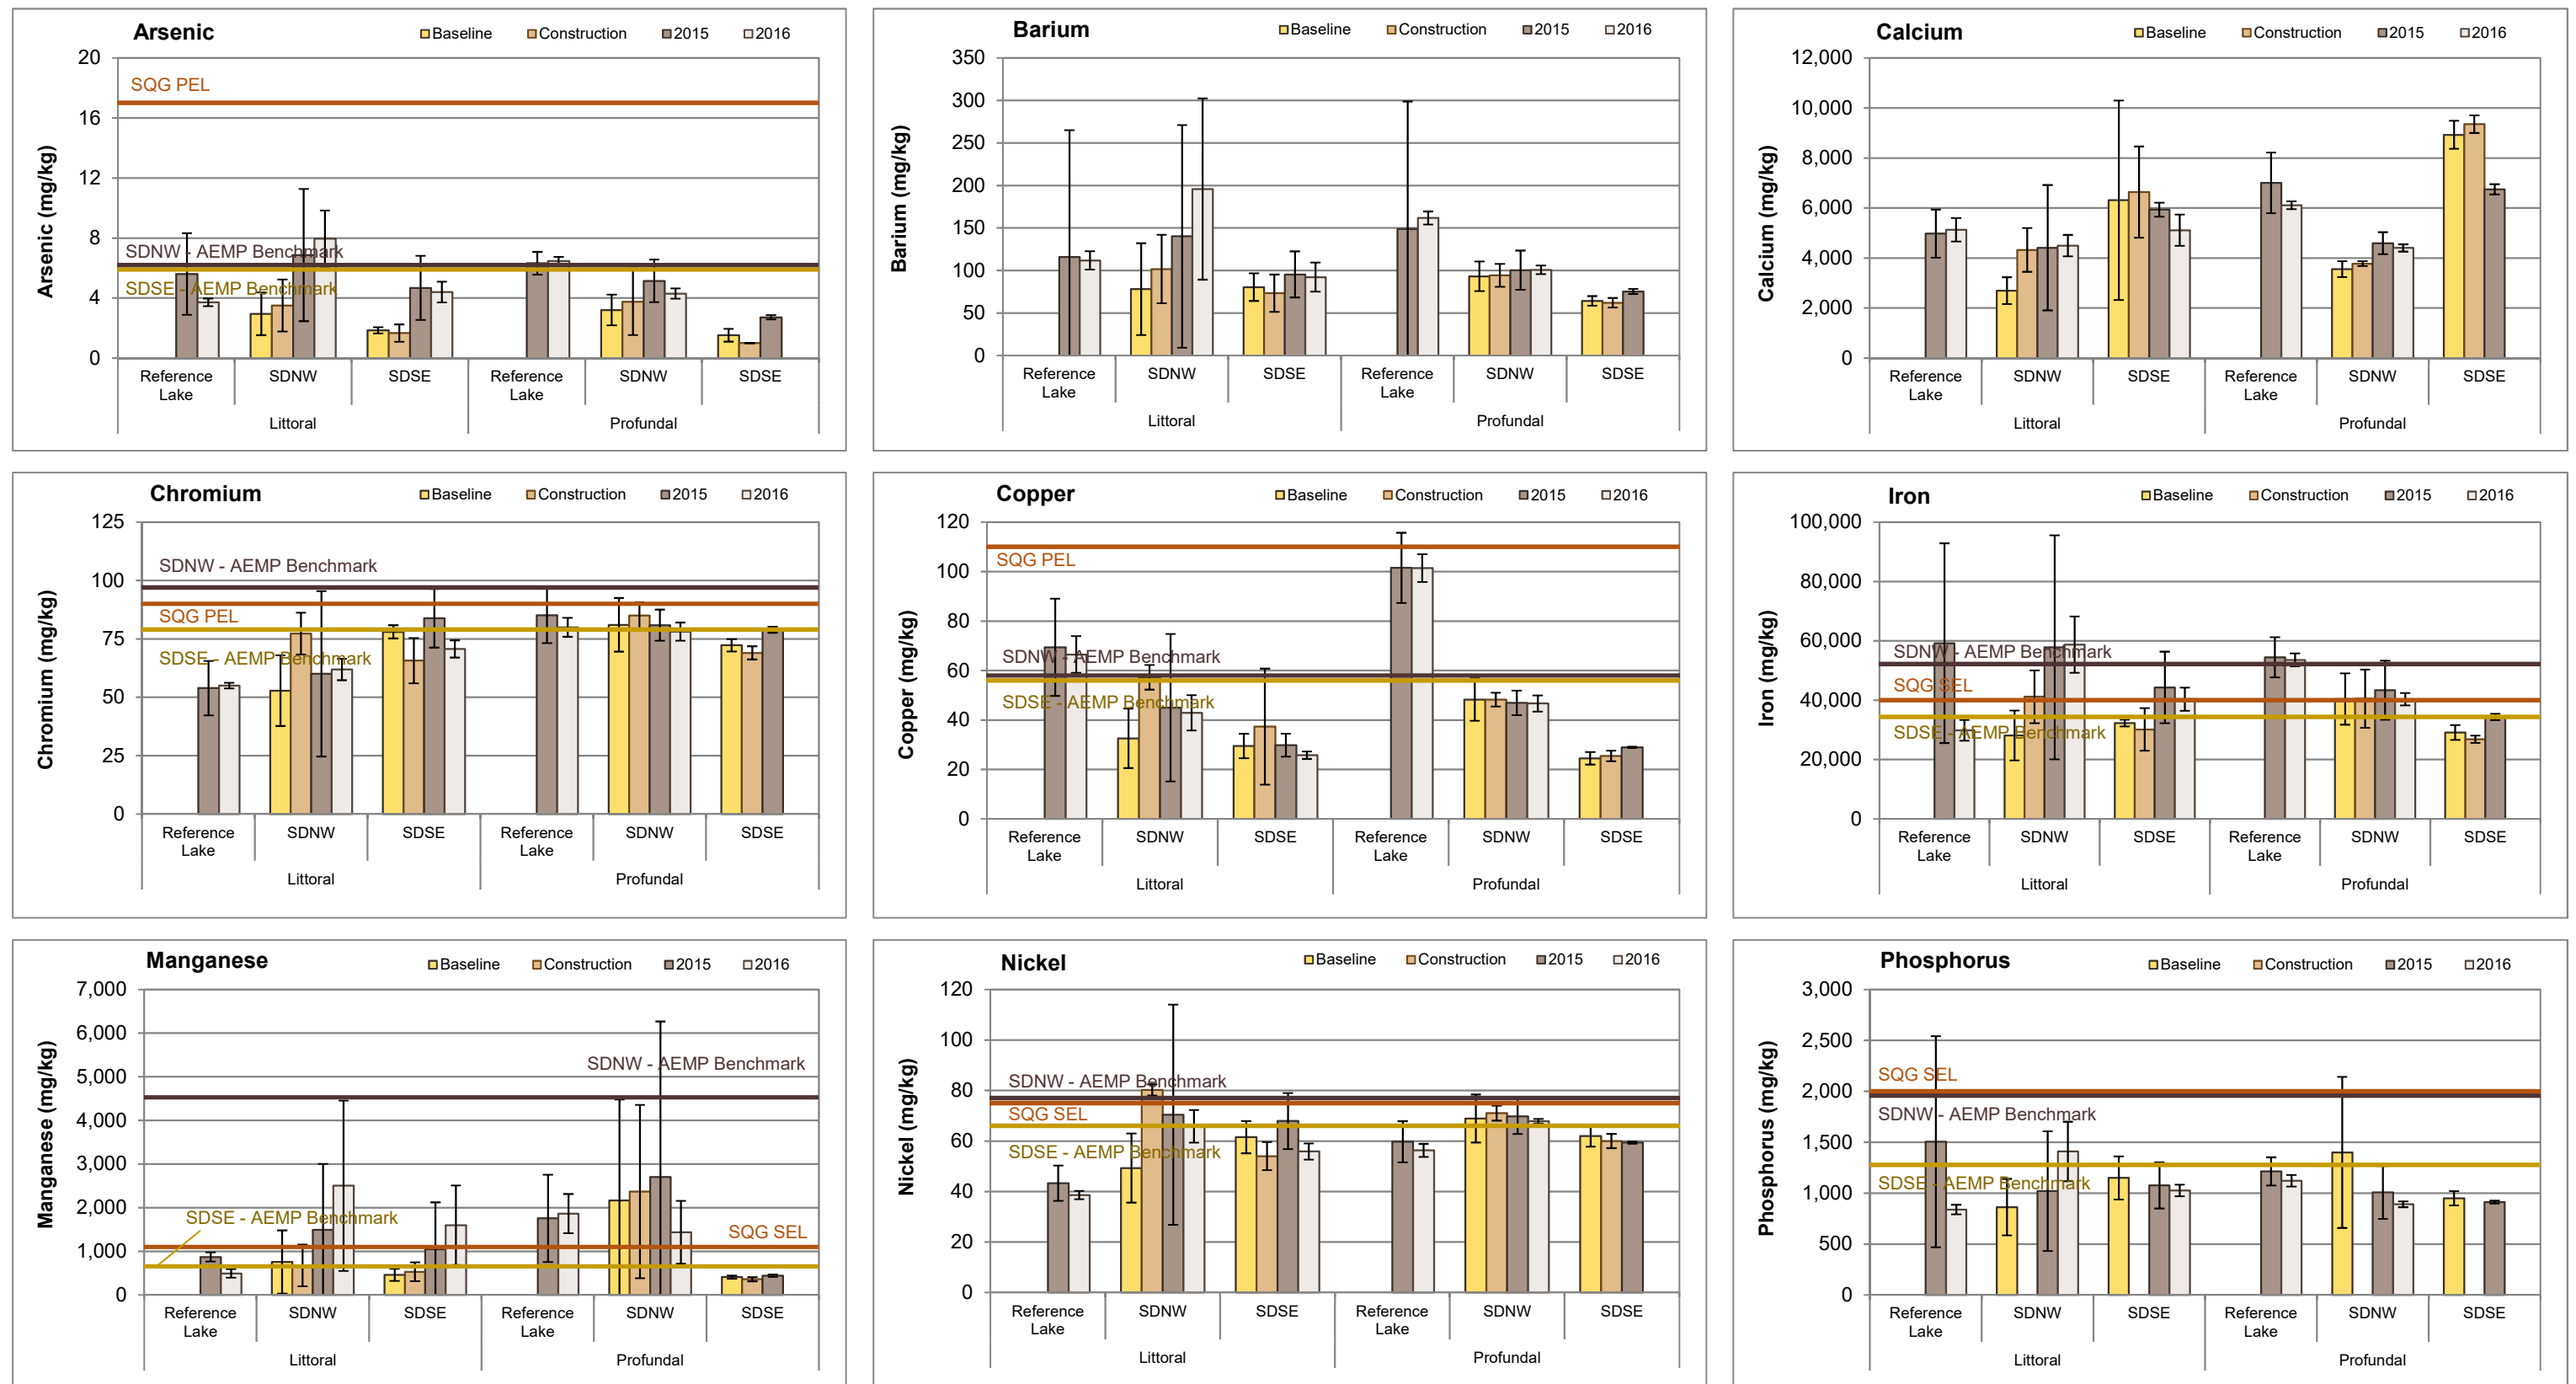 Arsenic
Baseline Construction 2015 2016
Arsenic (mg/kg)
20
16
12
8
4
0
SQG PEL
SDNW - AEMP Benchmark
SDSE - AEMP Benchmark
Reference Lake SDNW SDSE Reference Lake SDNW SDSE
Littoral Profundal
Barium
Baseline Construction 2015 2016
Barium (mg/kg)
350
300
250
200
150
100
50
0
Reference Lake SDNW SDSE Reference Lake SDNW SDSE
Littoral Profundal
Calcium
Baseline Construction 2015 2016
Calcium (mg/kg)
12,000
10,000
8,000
6,000
4,000
2,000
0
Reference Lake SDNW SDSE Reference Lake SDNW SDSE
Littoral Profundal
Chromium
Baseline Construction 2015 2016
Chromium (mg/kg)
125
100
75
50
25
0
SDNW - AEMP Benchmark
SQG PEL
SDSE - AEMP Benchmark
Reference Lake SDNW SDSE Reference Lake SDNW SDSE
Littoral Profundal
Copper
Baseline Construction 2015 2016
Copper (mg/kg)
120
100
80
60
40
20
0
SQG PEL
SDNW - AEMP Benchmark
SDSE - AEMP Benchmark
Reference Lake SDNW SDSE Reference Lake SDNW SDSE
Littoral Profundal
Iron
Baseline Construction 2015 2016
Iron (mg/kg)
100,000
80,000
60,000
40,000
20,000
0
SDNW - AEMP Benchmark
SQG SEL
SDSE - AEMP Benchmark
Reference Lake SDNW SDSE Reference Lake SDNW SDSE
Littoral Profundal
Manganese
Baseline Construction 2015 2016
Manganese (mg/kg)
7,000
6,000
5,000
4,000
3,000
2,000
1,000
0
SDNW - AEMP Benchmark
SDSE - AEMP Benchmark
SQG SEL
Reference Lake SDNW SDSE Reference Lake SDNW SDSE
Littoral Profundal
Nickel
Baseline Construction 2015 2016
Nickel (mg/kg)
120
100
80
60
40
20
0
SDNW - AEMP Benchmark
SQG SEL
SDSE - AEMP Benchmark
Reference Lake SDNW SDSE Reference Lake SDNW SDSE
Littoral Profundal
Phosphorus
Baseline Construction 2015 2016
Phosphorus (mg/kg)
3,000
2,500
2,000
1,500
1,000
500
0
SQG SEL
SDNW - AEMP Benchmark
SDSE - AEMP Benchmark
Reference Lake SDNW SDSE Reference Lake SDNW SDSE
Littoral Profundal